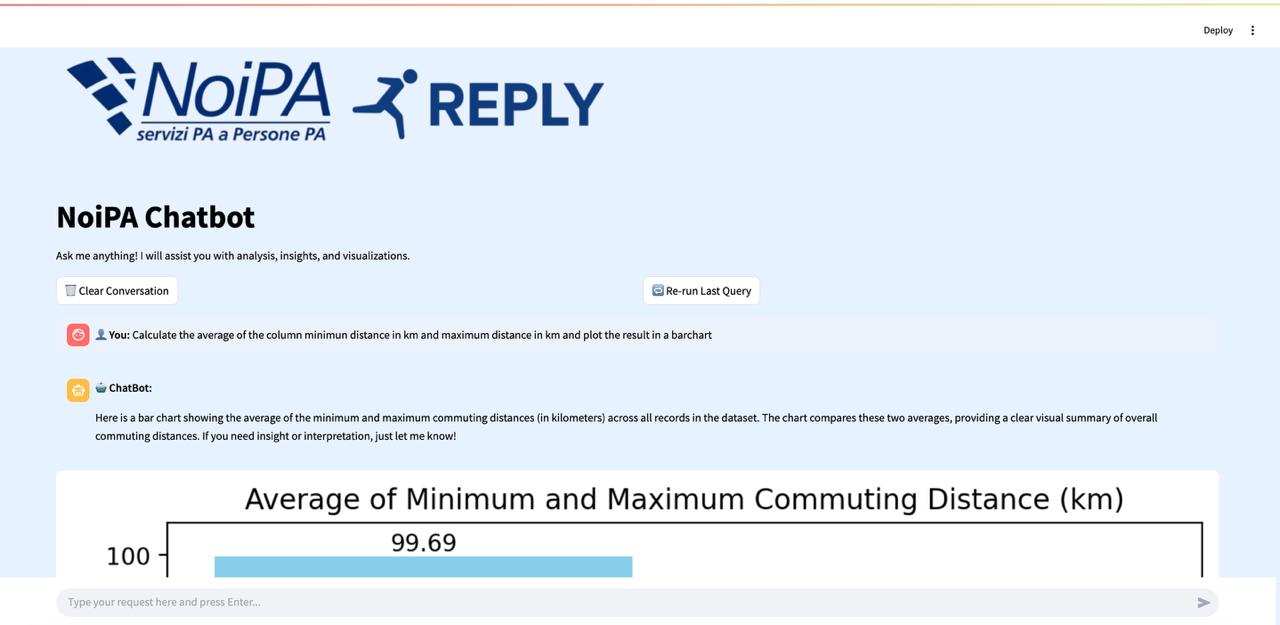 Deploy
NoiPA
servizi PA a Persone PA
REPLY
NoiPA Chatbot
Ask me anything! I will assist you with analysis, insights, and visualizations.
Clear Conversation
Re-run Last Query
You: Calculate the average of the column minimun distance in km and maximum distance in km and plot the result in a barchart
ChatBot:
Here is a bar chart showing the average of the minimum and maximum commuting distances (in kilometers) across all records in the dataset. The chart compares these two averages, providing a clear visual summary of overall
commuting distances. If you need insight or interpretation, just let me know!
Average of Minimum and Maximum Commuting Distance (km)
99.69
100
Type your request here and press Enter...